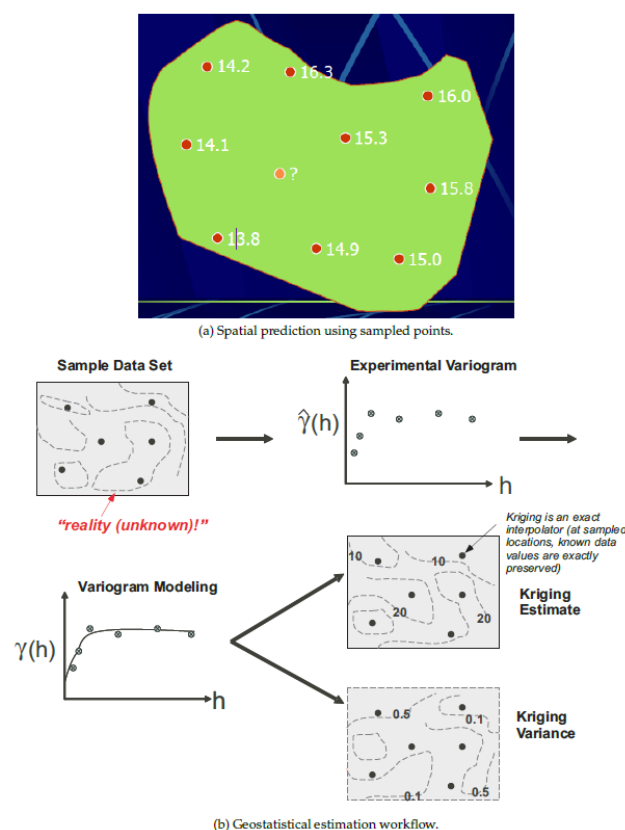 14.2
16.3
16.0
14.1
15.3
?
15.8
13.8
14.9
15.0
(a) Spatial prediction using sampled points.
Sample Data Set
Experimental Variogram
γ̂(h)
h
"reality (unknown)!"
Kriging is an exact
interpolator (at sampled
locations, known data
values are exactly
preserved)
10
10
20
20
Kriging
Estimate
Variogram Modeling
γ(h)
h
0.5
0.1
0.1
0.5
Kriging
Variance
(b) Geostatistical estimation workflow.